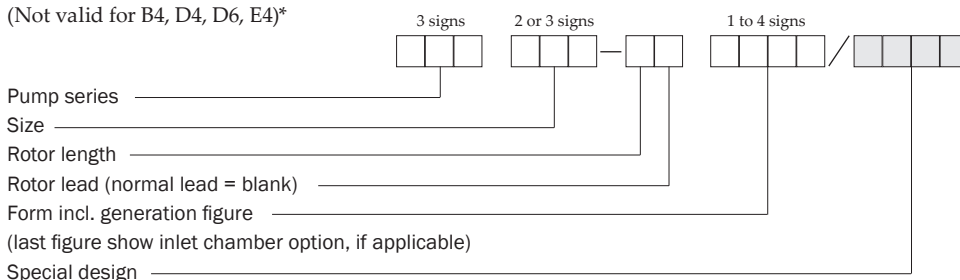 (Not valid for B4, D4, D6, E4)*
3 signs 2 or 3 signs 1 to 4 signs
— /
Pump series
Size
Rotor length
Rotor lead (normal lead = blank)
Form incl. generation figure
(last figure show inlet chamber option, if applicable)
Special design